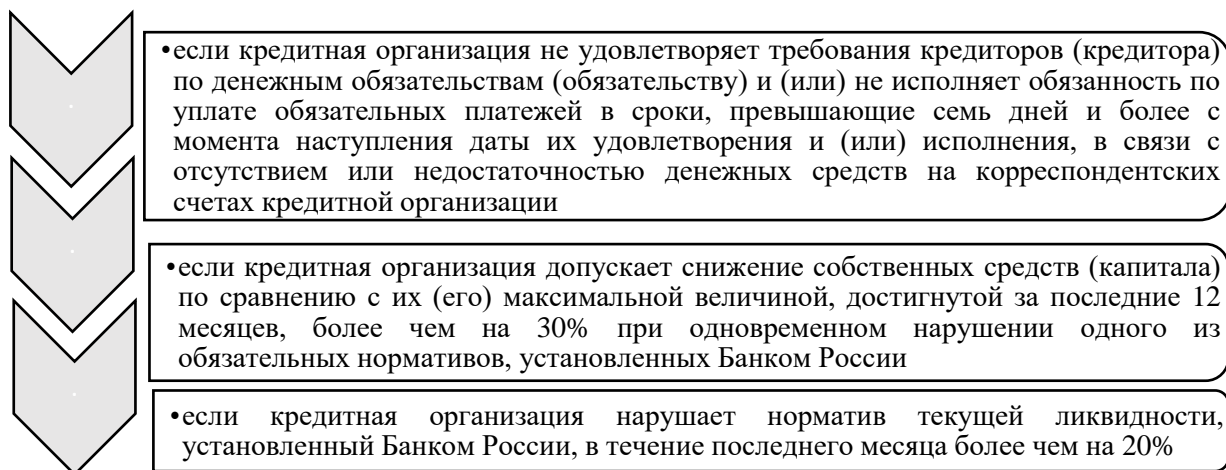 •если кредитная организация не удовлетворяет требования кредиторов (кредитора)
по денежным обязательствам (обязательству) и (или) не исполняет обязанность по
уплате обязательных платежей в сроки, превышающие семь дней и более с
момента наступления даты их удовлетворения и (или) исполнения, в связи с
отсутствием или недостаточностью денежных средств на корреспондентских
счетах кредитной организации
•если кредитная организация допускает снижение собственных средств (капитала)
по сравнению с их (его) максимальной величиной, достигнутой за последние 12
месяцев, более чем на 30% при одновременном нарушении одного из
обязательных нормативов, установленных Банком России
•если кредитная организация нарушает норматив текущей ликвидности,
установленный Банком России, в течение последнего месяца более чем на 20%